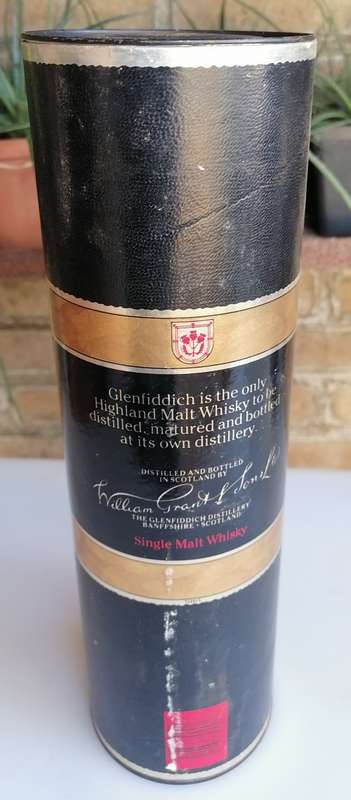 Glenfiddich is the only
Highland Malt Whisky to be
distilled, matured and bottled
at its own distillery.
DISTILLED AND BOTTLED
IN SCOTLAND BY
William Grant & Sons Ltd
THE GLENFIDDICH DISTILLERY
BANFFSHIRE · SCOTLAND
Single Malt Whisky